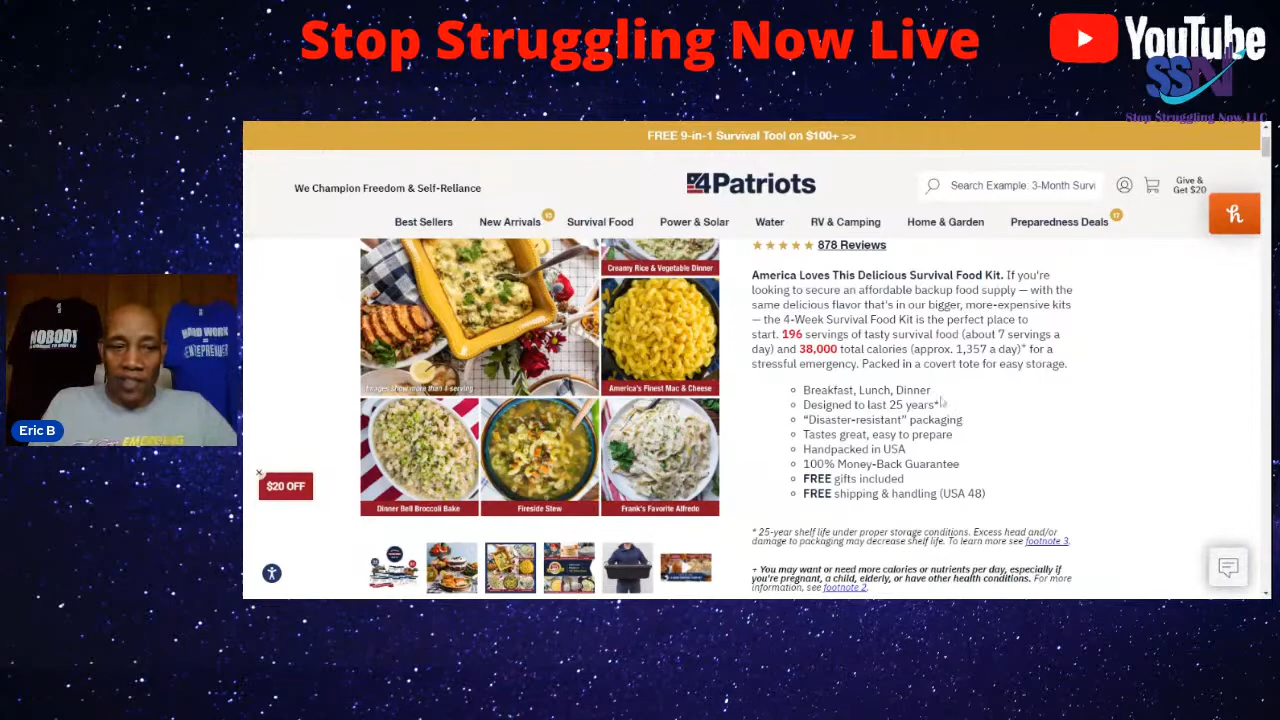 Stop Struggling Now Live
YouTube
SSN
Stop Struggling Now, LLC
FREE 9-in-1 Survival Tool on $100+ >>
We Champion Freedom & Self-Reliance
4Patriots
Search Example: 3-Month Survi
Give &
Get $20
Best Sellers
New Arrivals
Survival Food
Power & Solar
Water
RV & Camping
Home & Garden
Preparedness Deals
17
Creamy Rice & Vegetable Dinner
Images show more than 1 serving
America's Finest Mac & Cheese
Dinner Bell Broccoli Bake
Fireside Stew
Frank's Favorite Alfredo
878 Reviews
America Loves This Delicious Survival Food Kit. If you're
looking to secure an affordable backup food supply — with the
same delicious flavor that's in our bigger, more-expensive kits
— the 4-Week Survival Food Kit is the perfect place to
start. 196 servings of tasty survival food (about 7 servings a
day) and 38,000 total calories (approx. 1,357 a day)⁺ for a
stressful emergency. Packed in a covert tote for easy storage.
Breakfast, Lunch, Dinner
Designed to last 25 years*
“Disaster-resistant” packaging
Tastes great, easy to prepare
Handpacked in USA
100% Money-Back Guarantee
FREE gifts included
FREE shipping & handling (USA 48)
* 25-year shelf life under proper storage conditions. Excess head and/or
damage to packaging may decrease shelf life. To learn more see footnote 3.
+ You may want or need more calories or nutrients per day, especially if
you're pregnant, a child, elderly, or have other health conditions. For more
information, see footnote 2.
$20 OFF
NOBODY
HARD WORK
Eric B